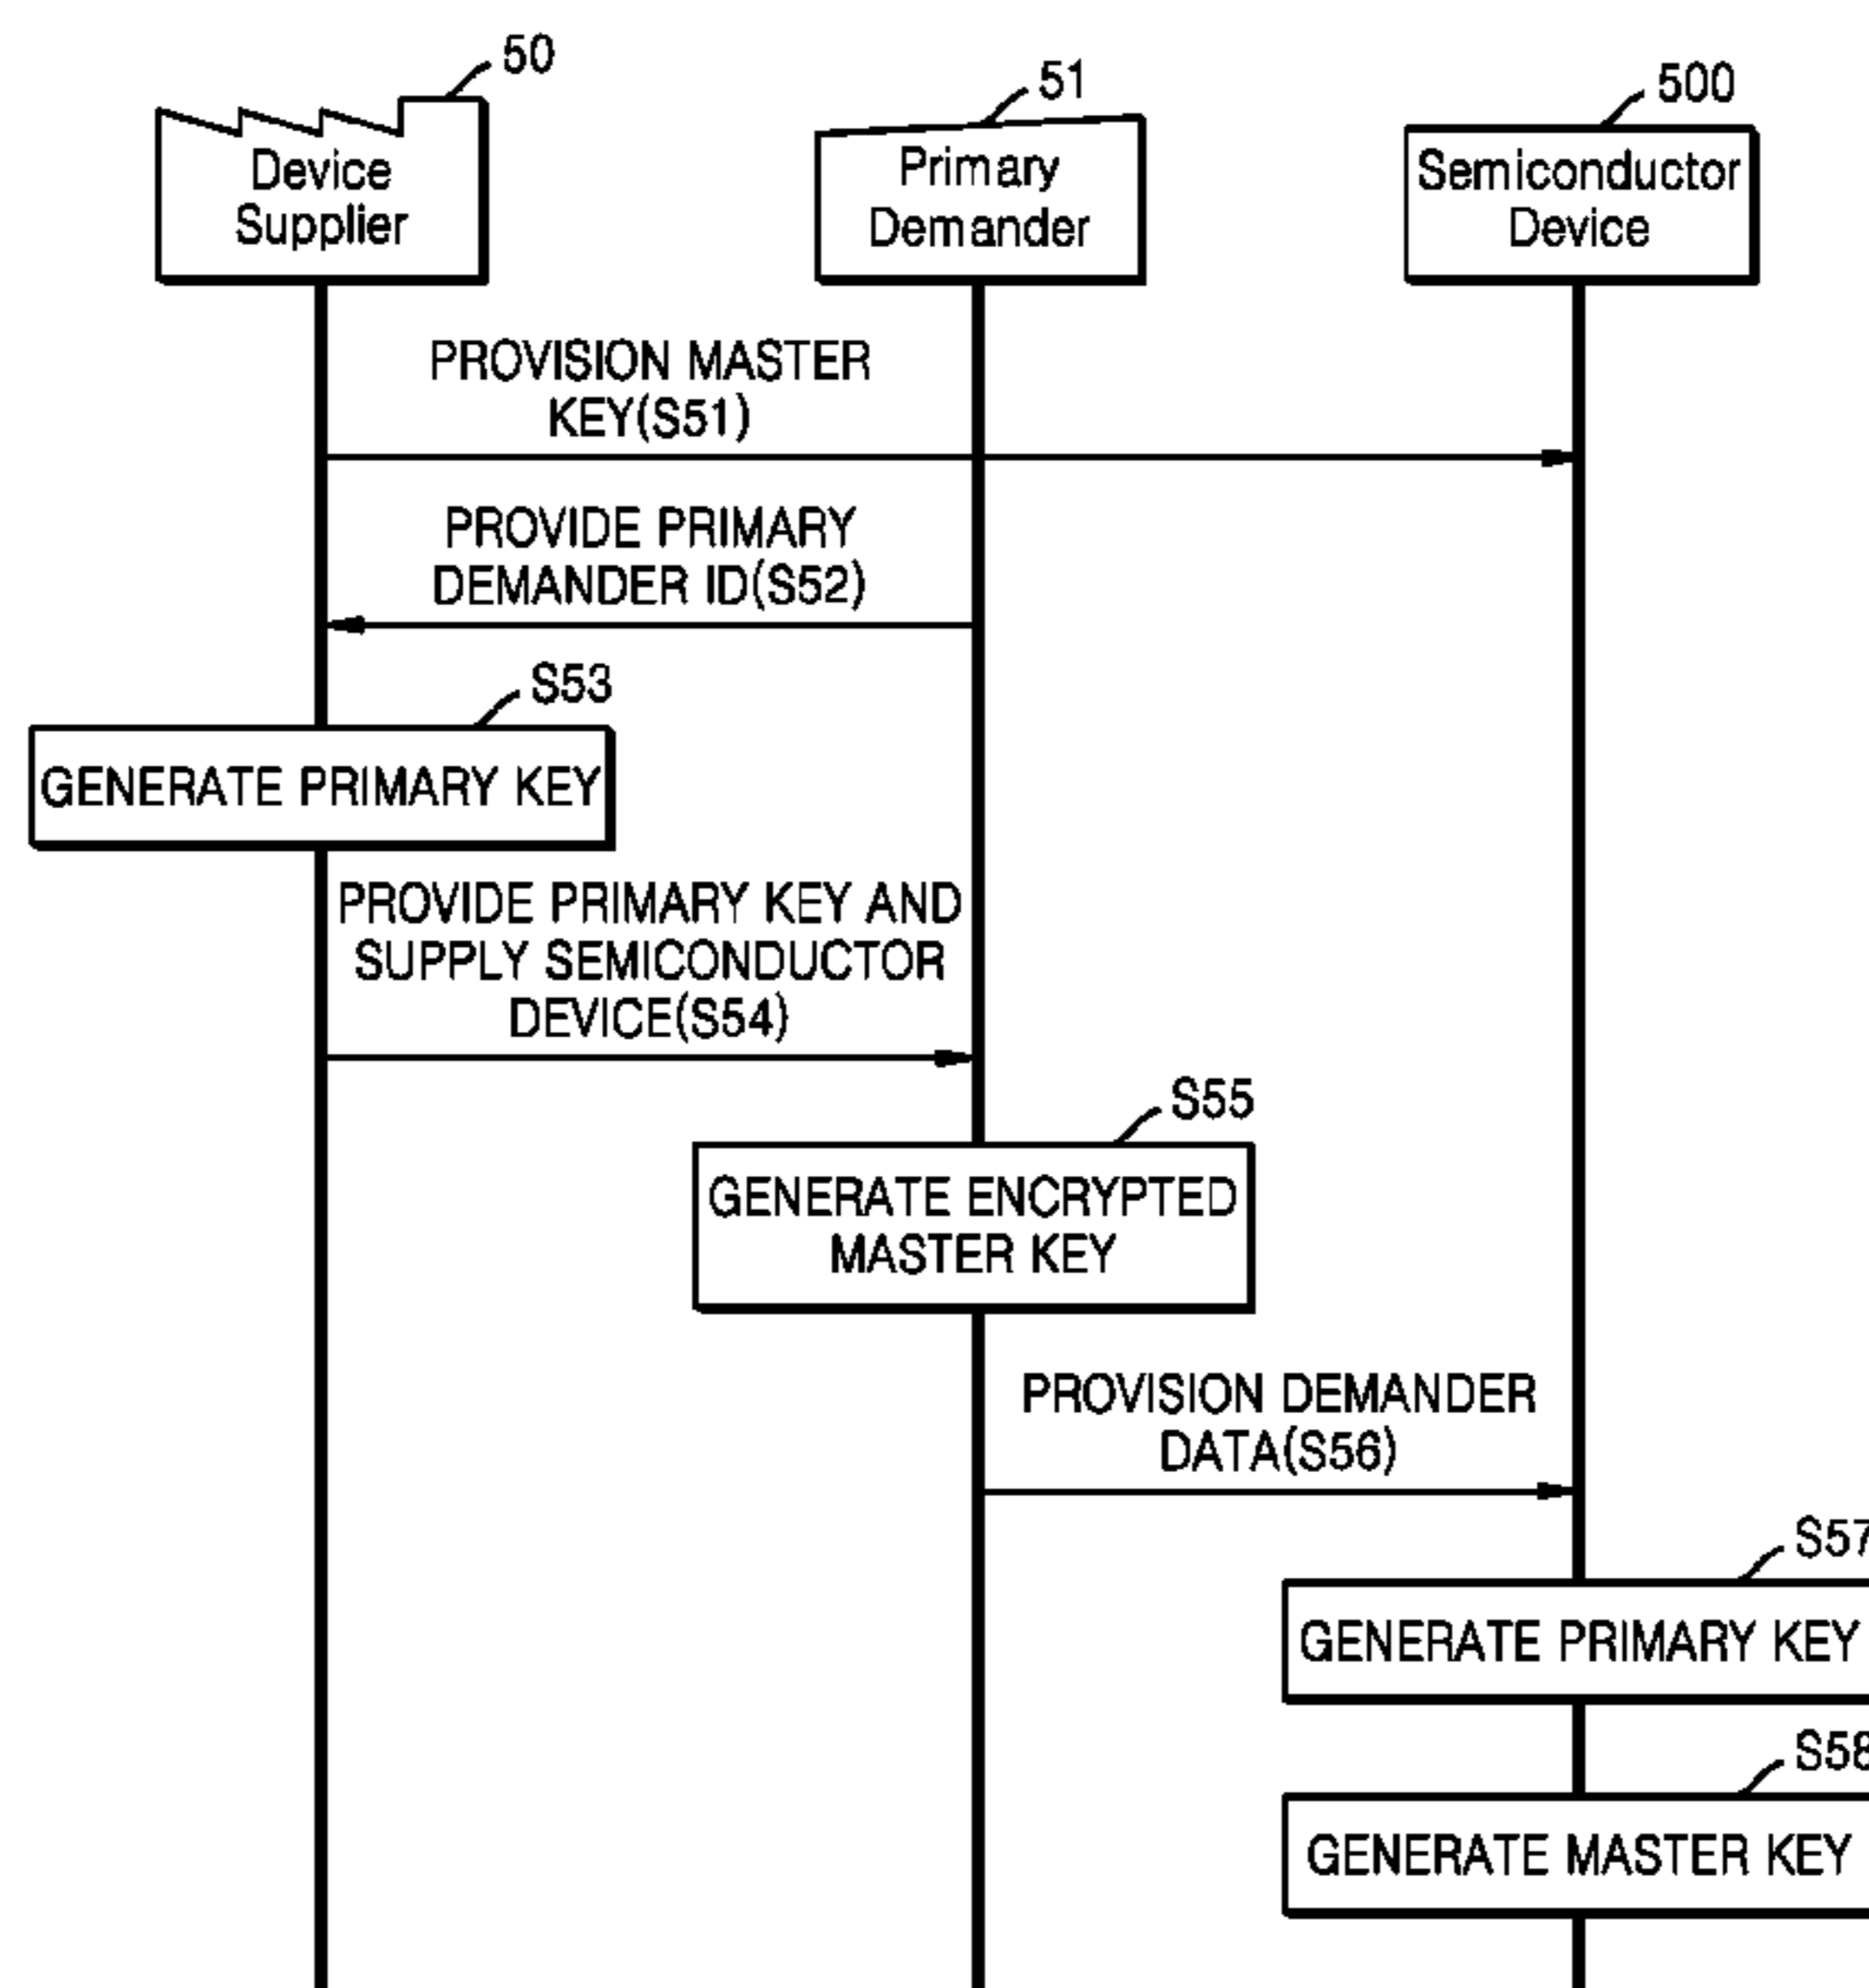 50
51
500
Device
Supplier
Primary
Demander
Semiconductor
Device
PROVISION MASTER
KEY(S51)
PROVIDE PRIMARY
DEMANDER ID(S52)
S53
GENERATE PRIMARY KEY
PROVIDE PRIMARY KEY AND
SUPPLY SEMICONDUCTOR
DEVICE(S54)
S55
GENERATE ENCRYPTED
MASTER KEY
PROVISION DEMANDER
DATA(S56)
S57
GENERATE PRIMARY KEY
S58
GENERATE MASTER KEY